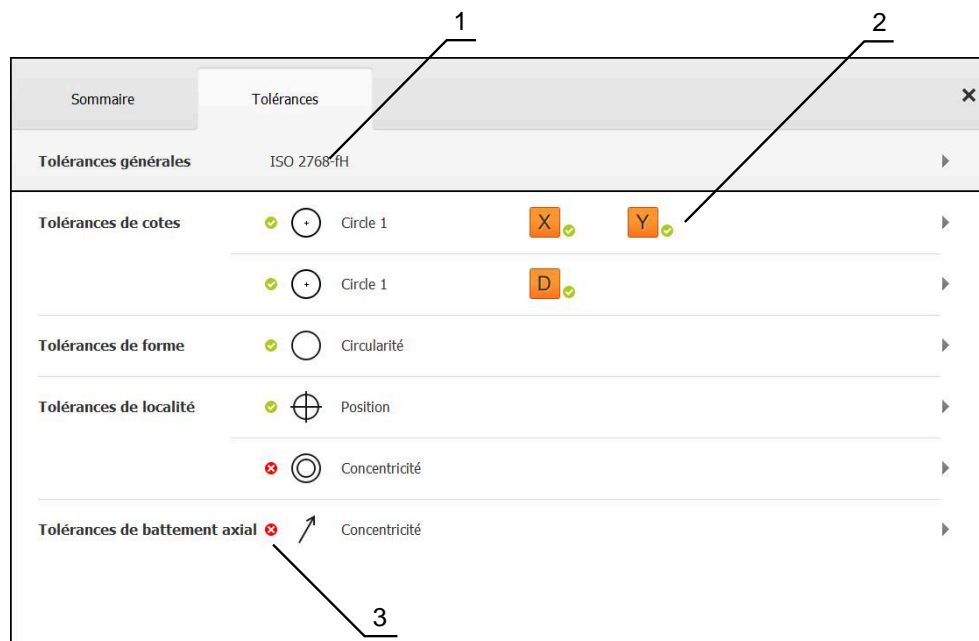 1
2
Sommaire
Tolérances
Tolérances générales
ISO 2768-fH
Tolérances de cotes
Circle 1
X
Y
Circle 1
D
Tolérances de forme
Circularité
Tolérances de localité
Position
Concentricité
Tolérances de battement axial
Concentricité
3